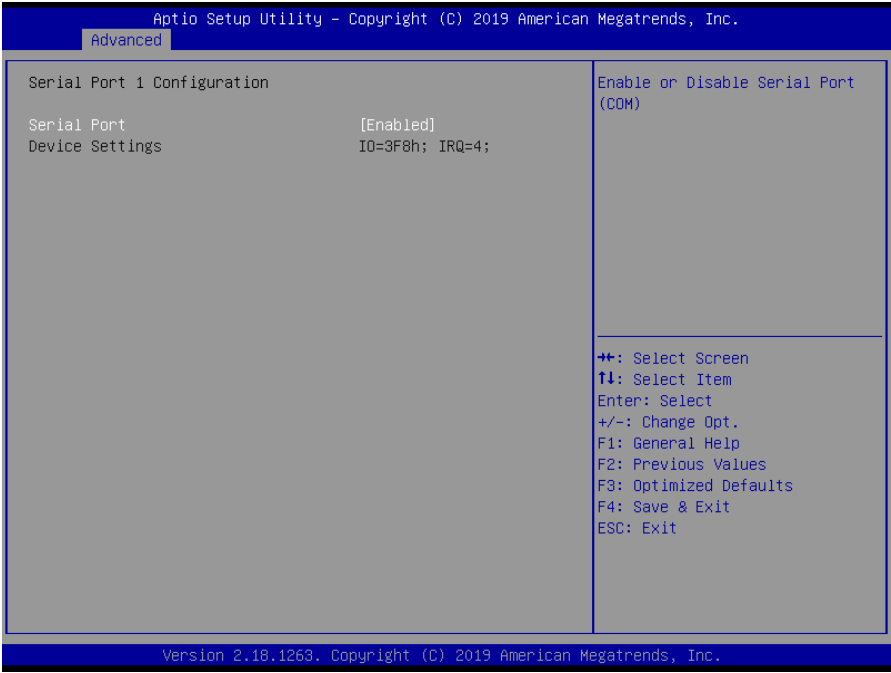 Aptio Setup Utility – Copyright (C) 2019 American Megatrends, Inc.
Advanced
Serial Port 1 Configuration
Serial Port [Enabled]
Device Settings IO=3F8h; IRQ=4;
Enable or Disable Serial Port
(COM)
→←: Select Screen
↑↓: Select Item
Enter: Select
+/-: Change Opt.
F1: General Help
F2: Previous Values
F3: Optimized Defaults
F4: Save & Exit
ESC: Exit
Version 2.18.1263. Copyright (C) 2019 American Megatrends, Inc.